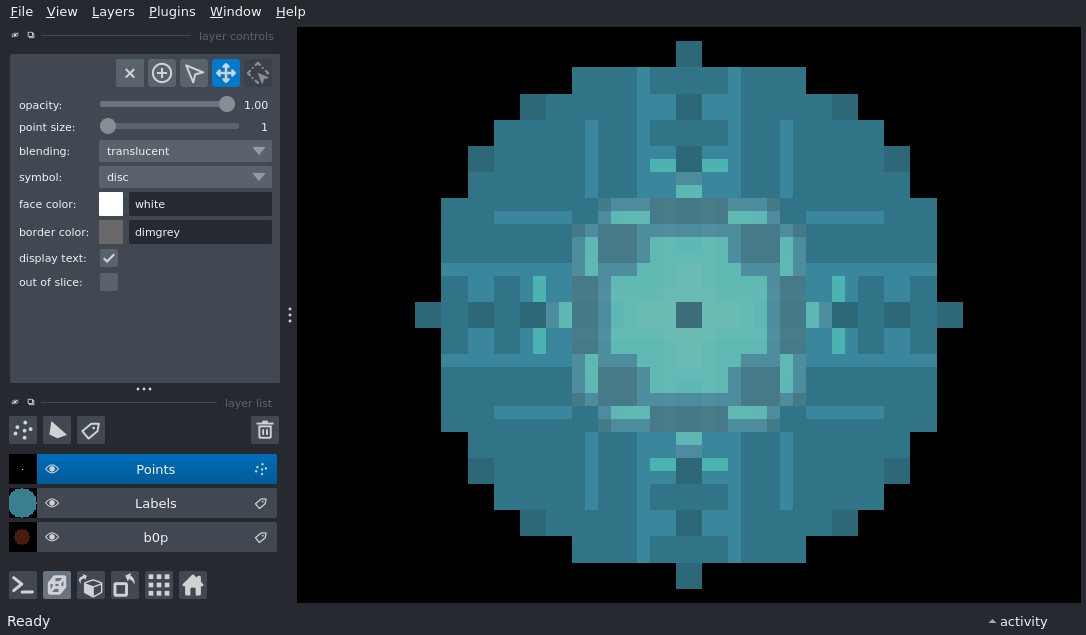 File View Layers Plugins Window Help
layer controls
opacity: 1.00
point size: 1
blending: translucent
symbol: disc
face color: white
border color: dimgrey
display text:
out of slice:
layer list
Points
Labels
b0p
Ready
activity